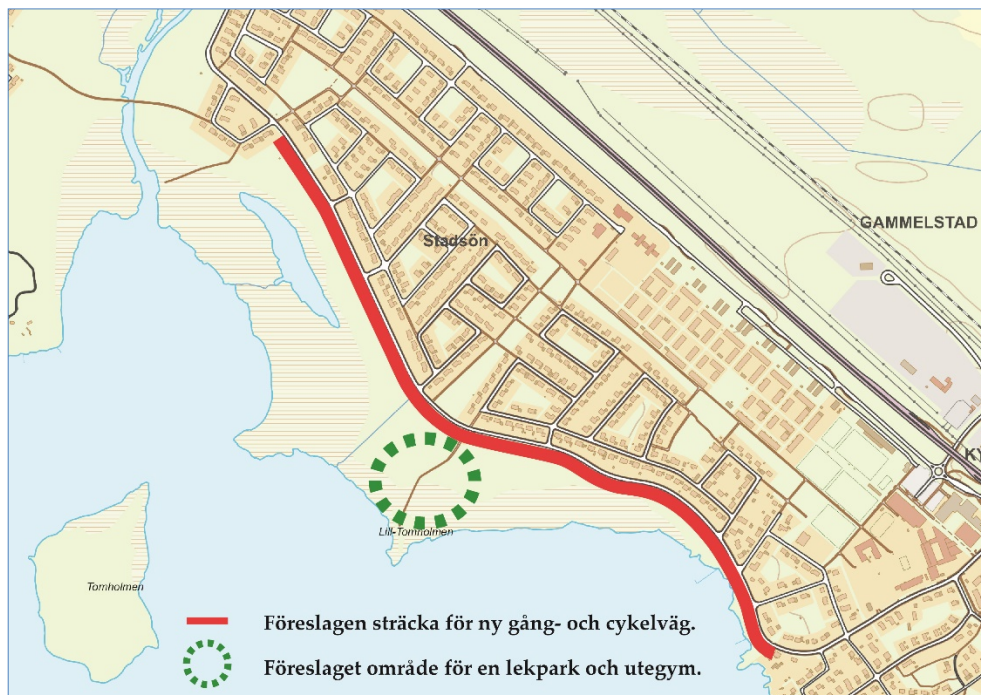 GAMMELSTAD
Stadsön
KY
Lill-Tomholmen
Tomholmen
Föreslagen sträcka för ny gång- och cykelväg.
Föreslaget område för en lekpark och utegym.